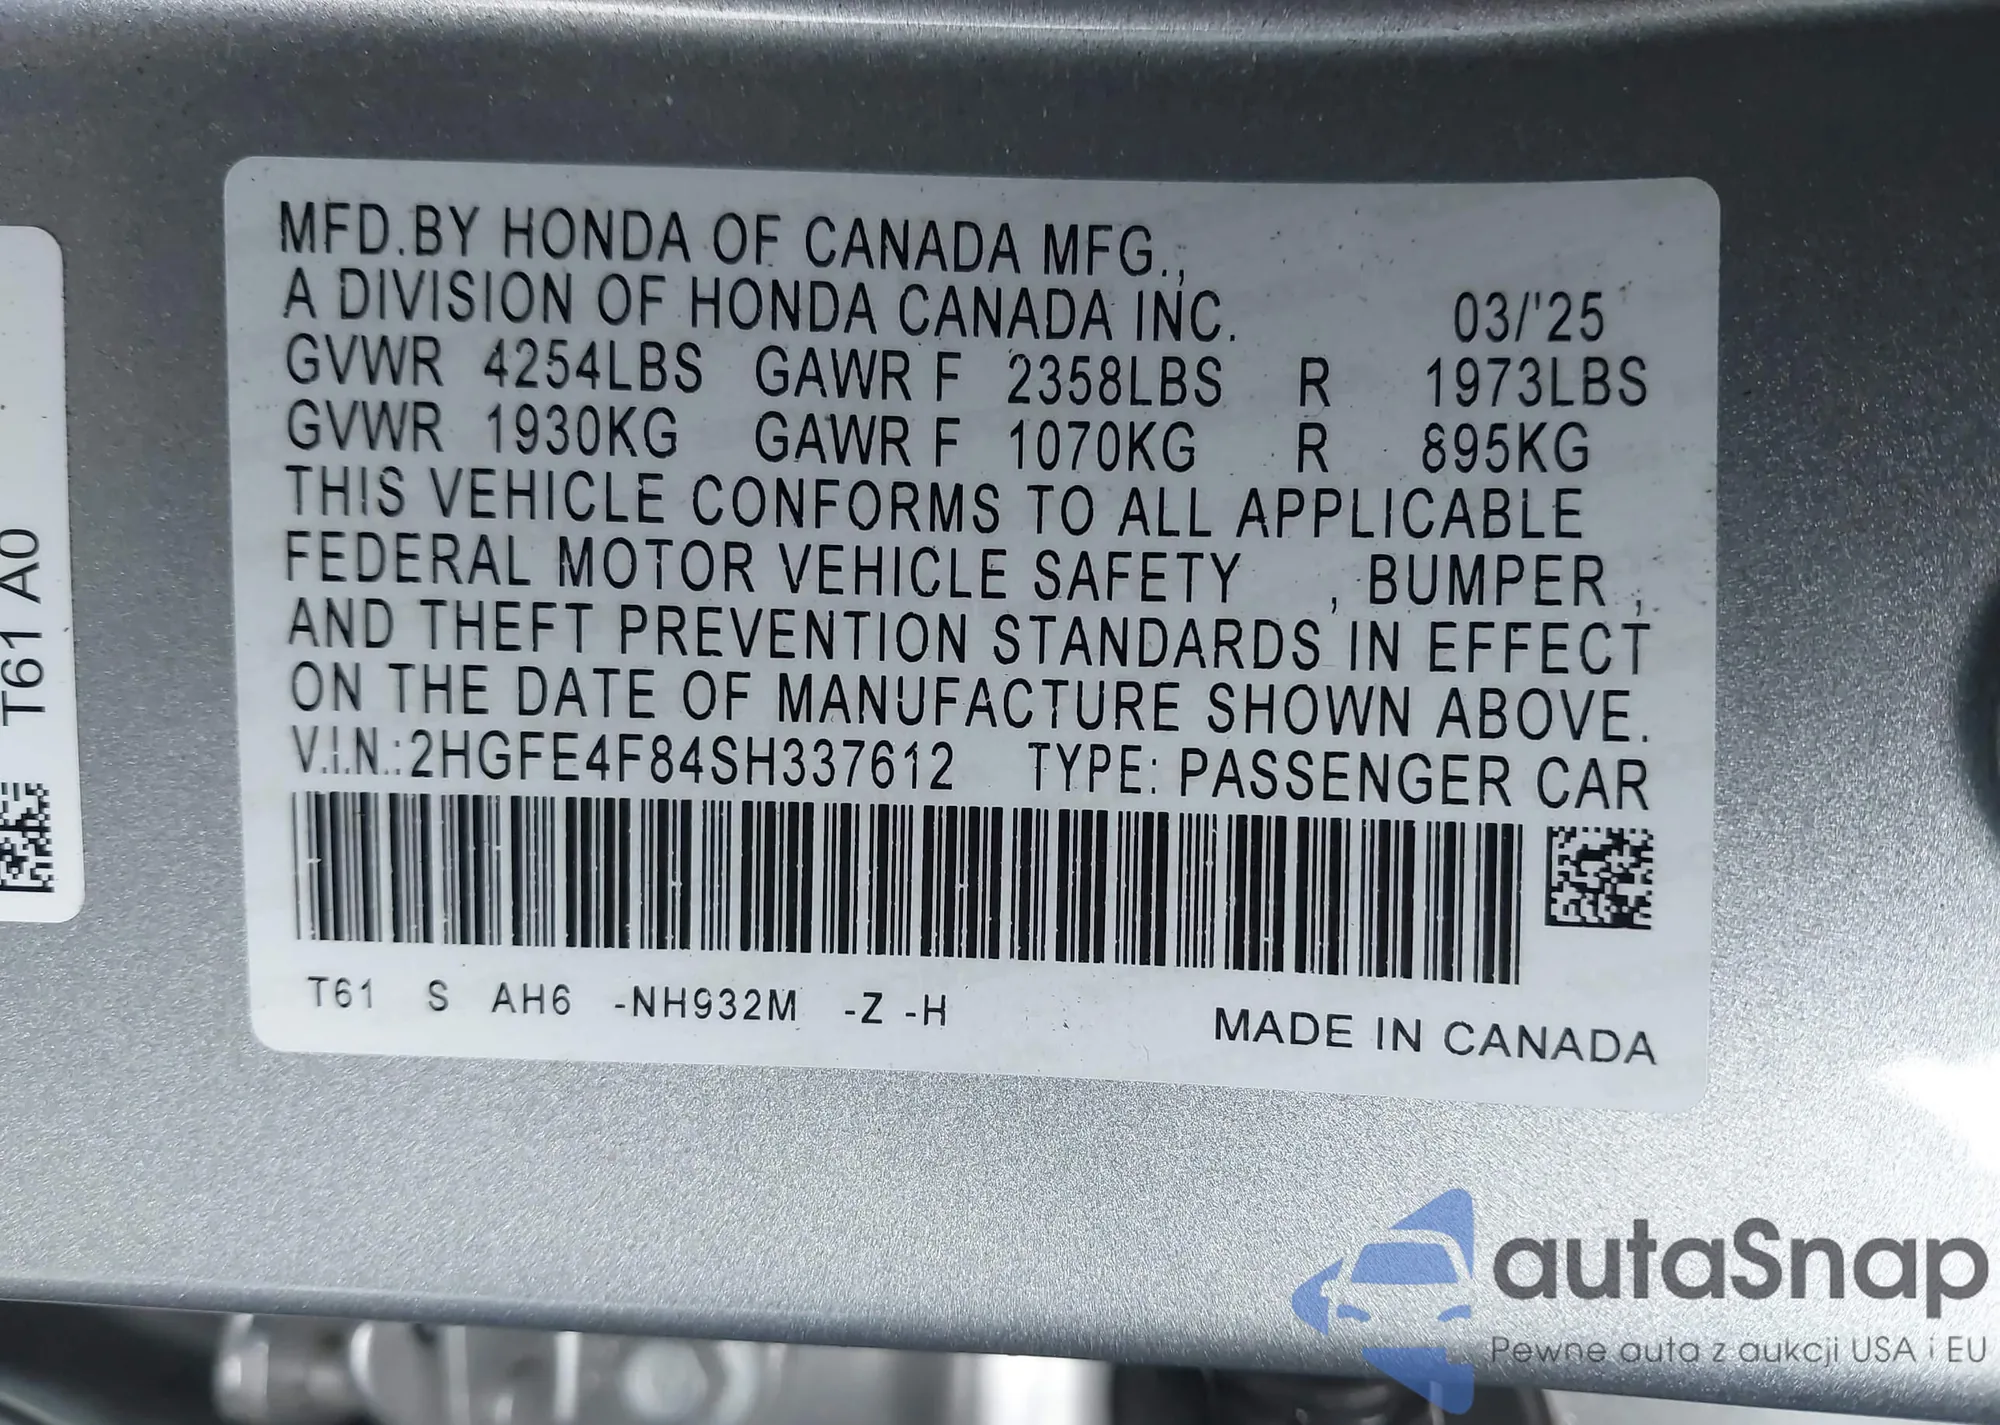 MFD.BY HONDA OF CANADA MFG.,
A DIVISION OF HONDA CANADA INC. 03/'25
GVWR 4254LBS GAWR F 2358LBS R 1973LBS
GVWR 1930KG GAWR F 1070KG R 895KG
THIS VEHICLE CONFORMS TO ALL APPLICABLE
FEDERAL MOTOR VEHICLE SAFETY , BUMPER ,
AND THEFT PREVENTION STANDARDS IN EFFECT
ON THE DATE OF MANUFACTURE SHOWN ABOVE.
V.I.N.:2HGFE4F84SH337612 TYPE: PASSENGER CAR
T61 S AH6 -NH932M -Z -H
MADE IN CANADA
T61 A0
autaSnap
Pewne auta z aukcji USA i EU